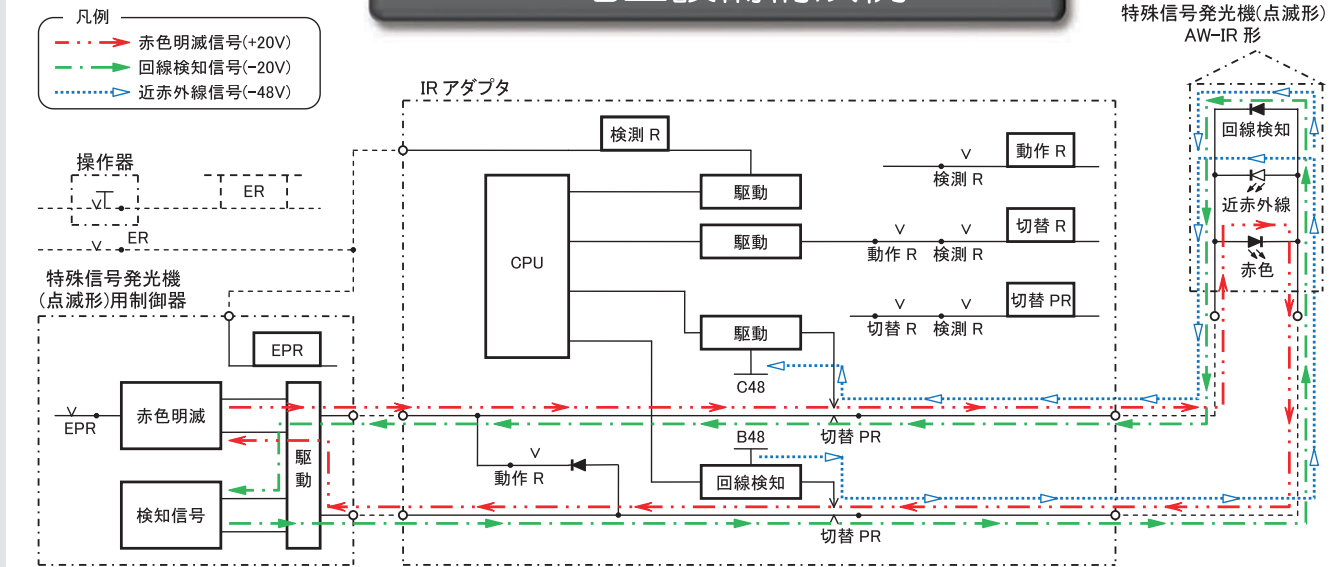 凡例
赤色明滅信号(+20V)
回線検知信号(-20V)
近赤外線信号(-48V)
特殊信号発光機(点滅形)
AW-IR 形
IR アダプタ
検測 R
動作 R
検測 R
回線検知
操作器
ER
駆動
近赤外線
ER
CPU
駆動
切替 R
動作 R
検測 R
赤色
特殊信号発光機
(点滅形)用制御器
切替 PR
切替 R
検測 R
駆動
EPR
C48
赤色明滅
EPR
切替 PR
B48
駆動
動作 R
回線検知
検知信号
切替 PR